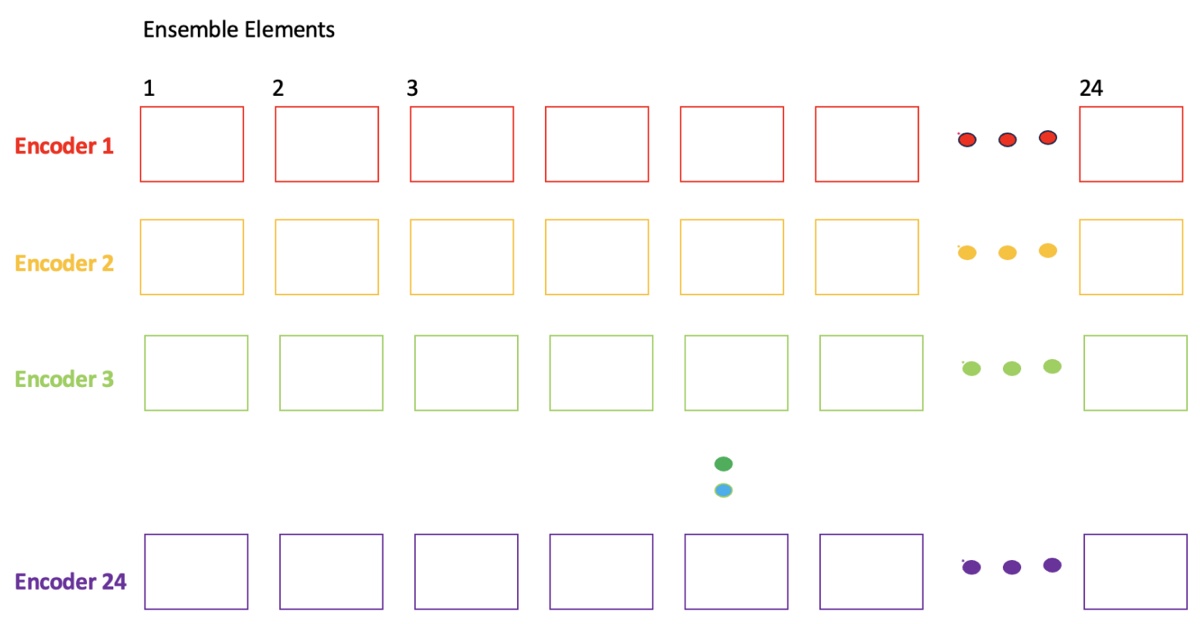 Ensemble Elements
1 2 3 24
Encoder 1
Encoder 2
Encoder 3
Encoder 24